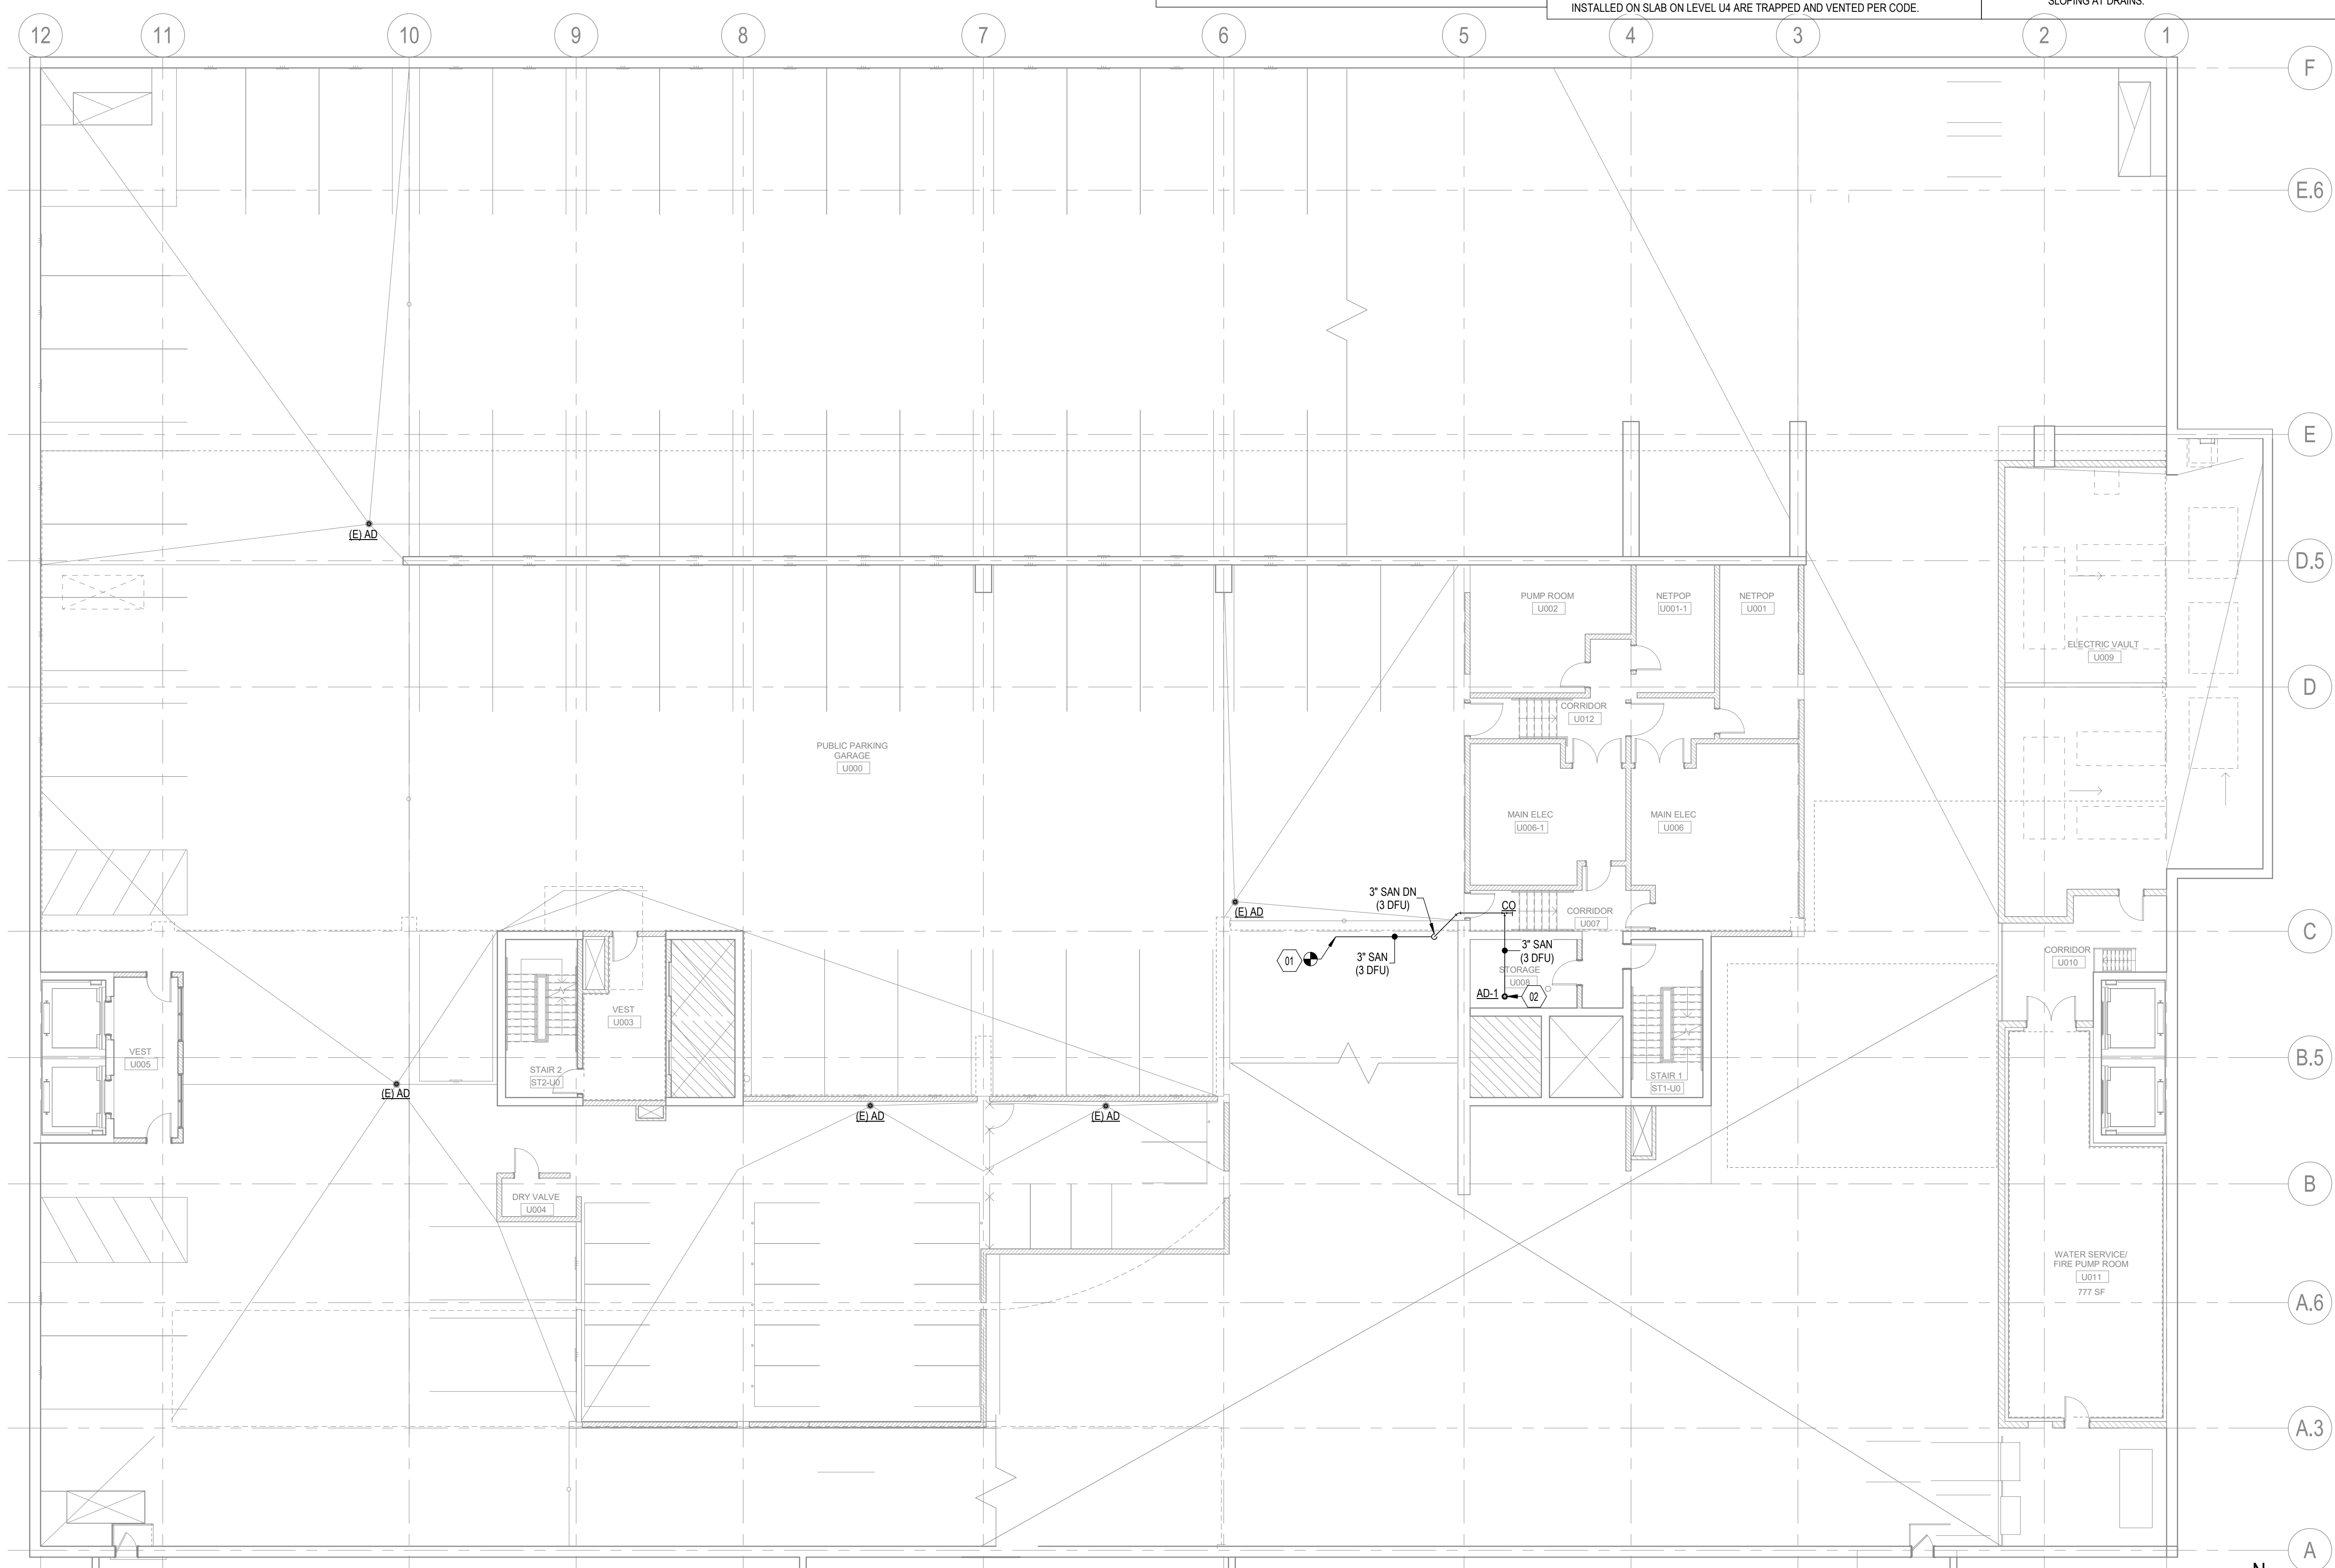 INSTALLED ON SLAB ON LEVEL U4 ARE TRAPPED AND VENTED PER CODE.
SLOPING AT DRAINS.
12
11
10
9
8
7
6
5
4
3
2
1
F
E.6
E
(E) AD
D.5
PUMP ROOM
U002
NETPOP
U001-1
NETPOP
U001
ELECTRIC VAULT
U009
D
CORRIDOR
U012
PUBLIC PARKING
GARAGE
U000
MAIN ELEC
U006-1
MAIN ELEC
U006
3" SAN DN
(3 DFU)
CO
(E) AD
CORRIDOR
U007
C
01
3" SAN
(3 DFU)
3" SAN
(3 DFU)
STORAGE
U008
AD-1
02
CORRIDOR
U010
VEST
U003
VEST
U005
B.5
STAIR 2
ST2-U0
STAIR 1
ST1-U0
(E) AD
(E) AD
(E) AD
B
DRY VALVE
U004
WATER SERVICE/
FIRE PUMP ROOM
U011
777 SF
A.6
A.3
A
N